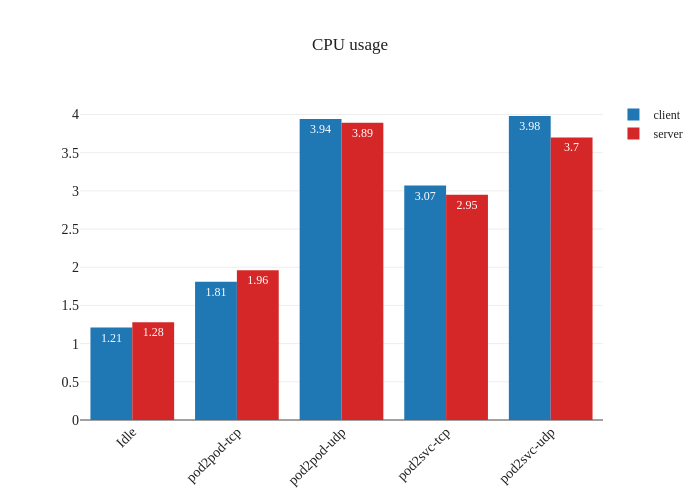 CPU usage
client
server
4
3.5
3
2.5
2
1.5
1
0.5
0
1.21
1.28
1.81
1.96
3.94
3.89
3.07
2.95
3.98
3.7
Idle
pod2pod-tcp
pod2pod-udp
pod2svc-tcp
pod2svc-udp